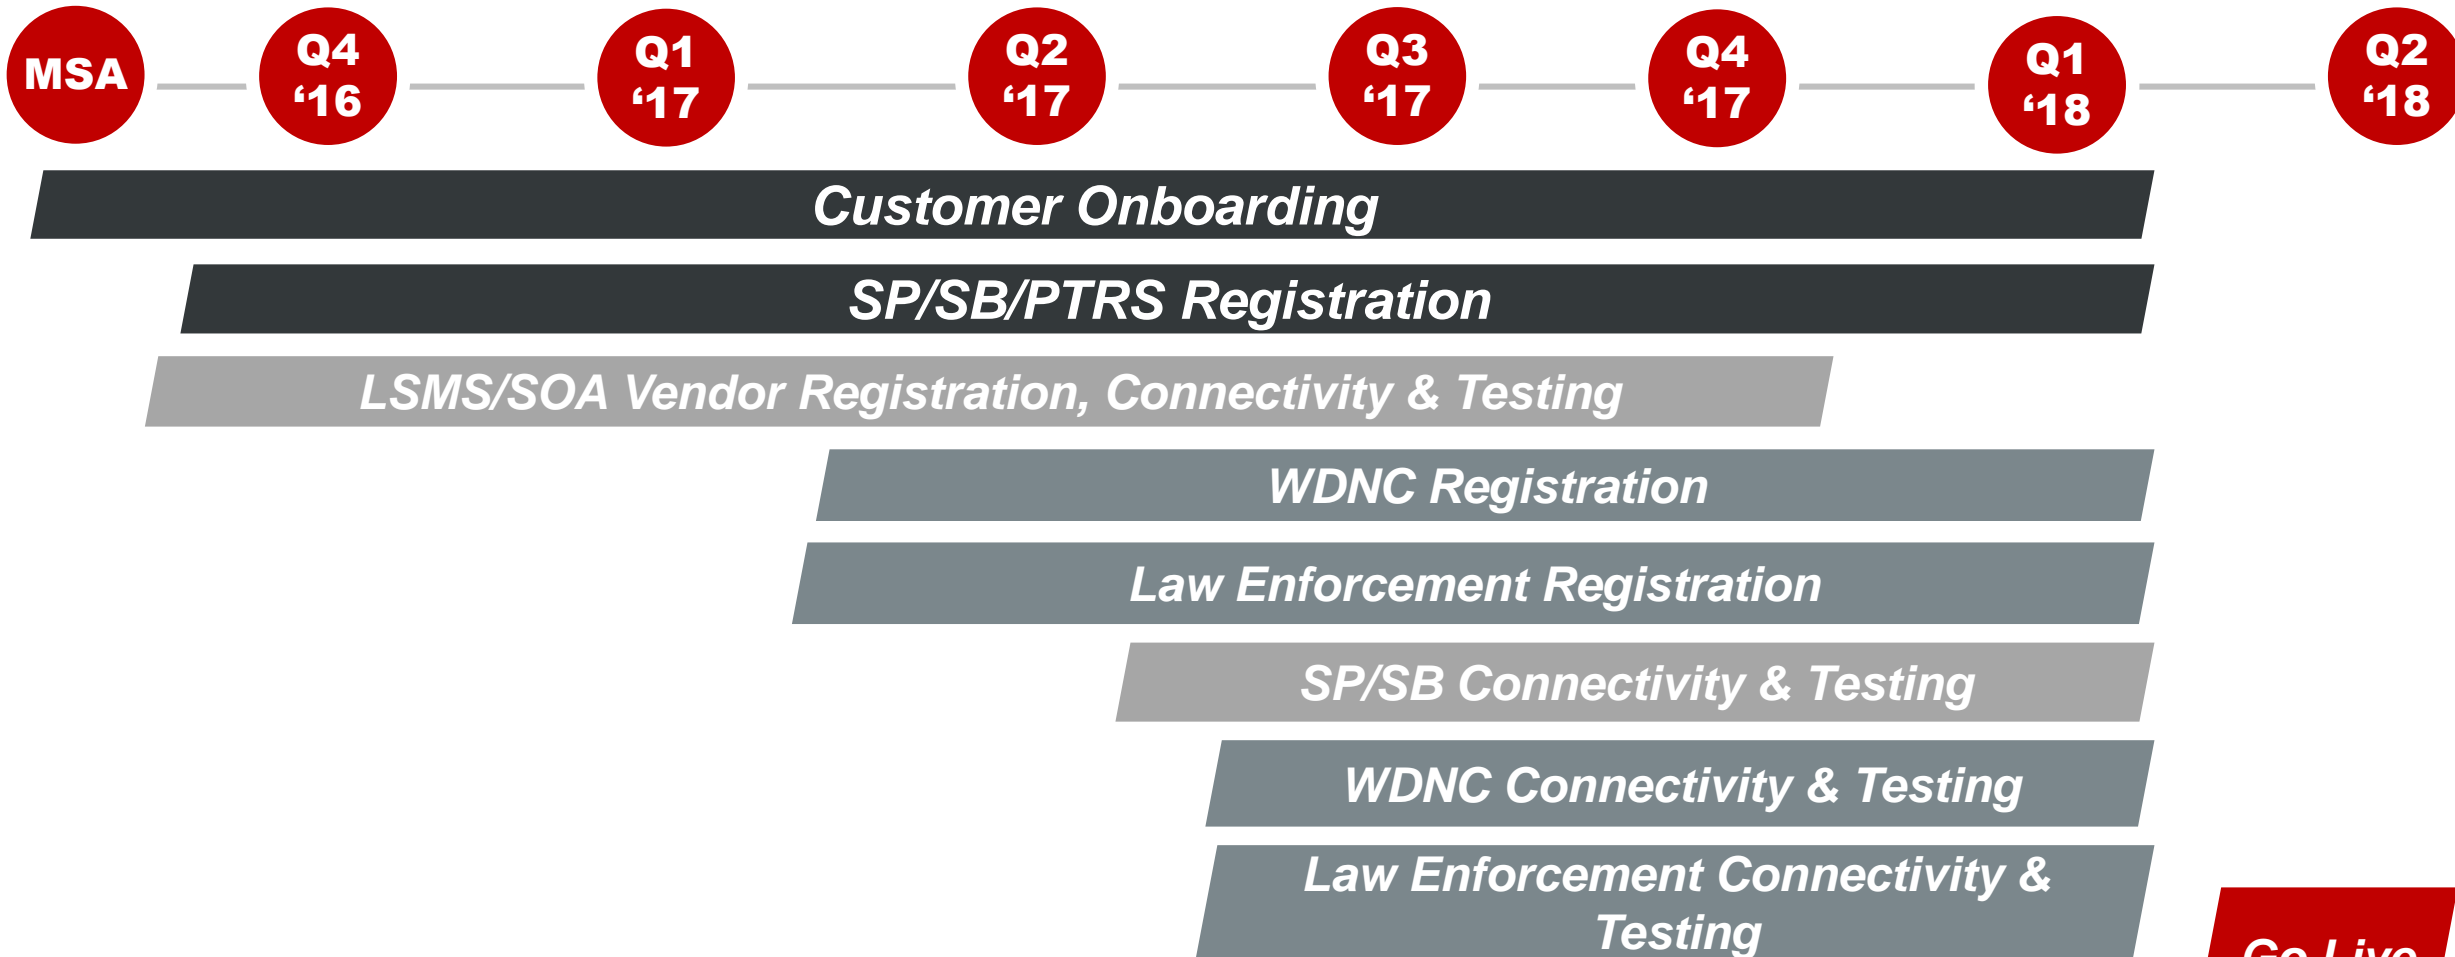 MSA
Q4
‘16
Q1
‘17
Q2
‘17
Q3
‘17
Q4
‘17
Q1
‘18
Q2
‘18
Customer Onboarding
SP/SB/PTRS Registration
LSMS/SOA Vendor Registration, Connectivity & Testing
WDNC Registration
Law Enforcement Registration
SP/SB Connectivity & Testing
WDNC Connectivity & Testing
Law Enforcement Connectivity &
Testing
Go Live